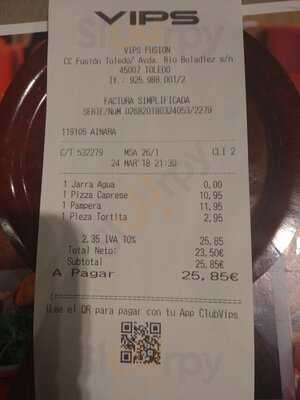 VIPS
VIPS FUSION
CC Fusión Toledo/ Avda. Rio Boladiez s/n
45007 TOLEDO
If.: 925.988.001/2
FACTURA SIMPLIFICADA
SERIE/NUM 028820180324053/2279
119105 AINARA
C/T 532279 MSA 26/1 CLI 2
24 MAR'18 21:30
1 Jarra Agua 0,00
1 Pizza Caprese 10,95
1 Pampera 11,95
1 Pieza Tortita 2,95
2,35 IVA 10% 25,85
Total Neto: 23,50€
Subtotal 25,85€
A Pagar 25,85€
Use el QR para pagar con tu App ClubVips